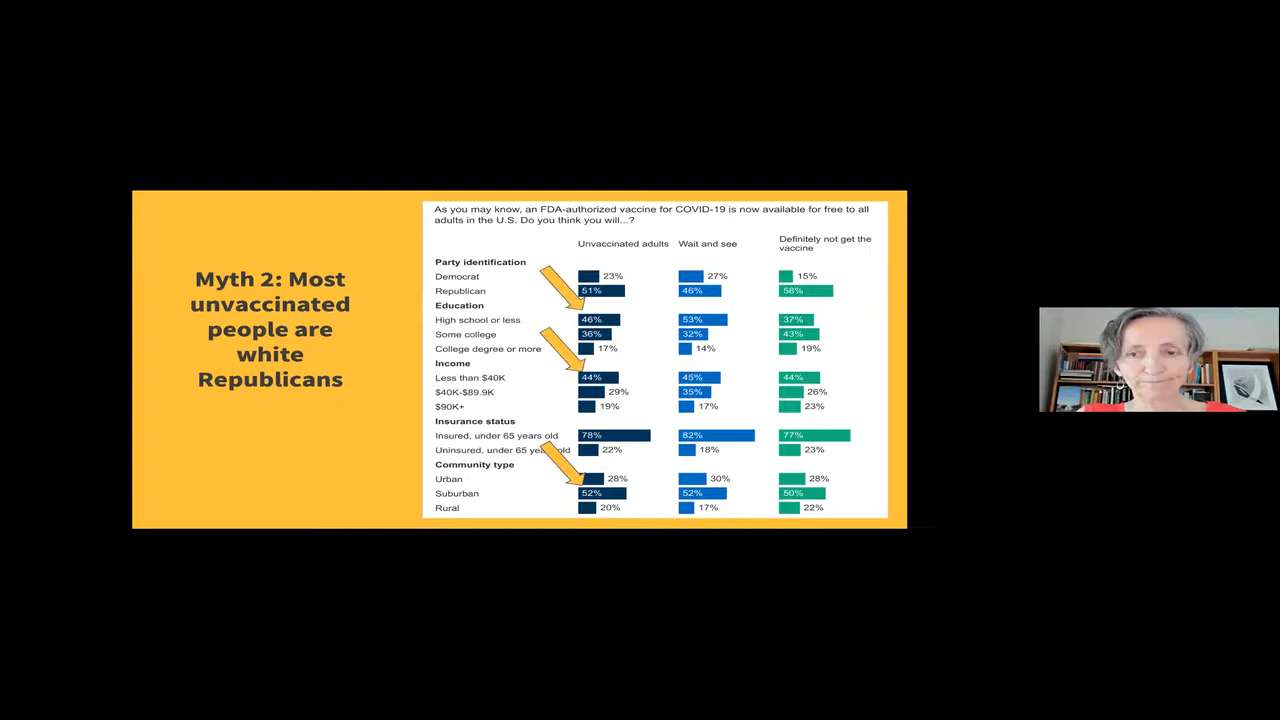 Myth 2: Most
unvaccinated
people are
white
Republicans
As you may know, an FDA-authorized vaccine for COVID-19 is now available for free to all
adults in the U.S. Do you think you will...?
Unvaccinated adults Wait and see Definitely not get the
vaccine
Party identification
Democrat 23% 27% 15%
Republican 51% 46% 58%
Education
High school or less 46% 53% 37%
Some college 36% 32% 43%
College degree or more 17% 14% 19%
Income
Less than $40K 44% 45% 44%
$40K-$89.9K 29% 35% 26%
$90K+ 19% 17% 23%
Insurance status
Insured, under 65 years old 78% 82% 77%
Uninsured, under 65 years old 22% 18% 23%
Community type
Urban 28% 30% 28%
Suburban 52% 52% 50%
Rural 20% 17% 22%